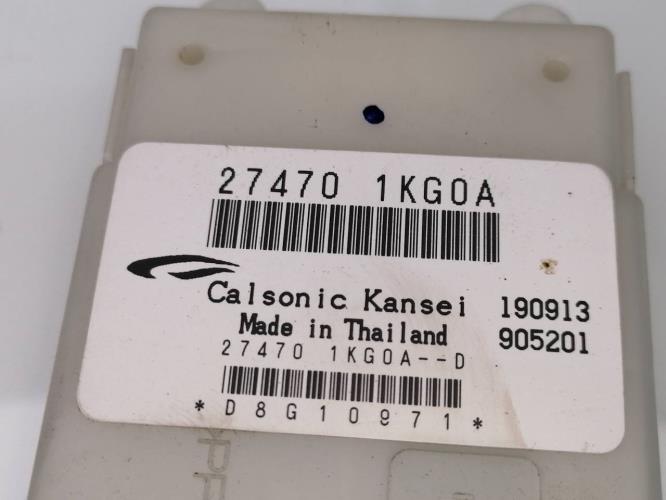 27470 1KG0A
Calsonic Kansei 190913
Made in Thailand 905201
27470 1KG0A--D
*D8G10971*